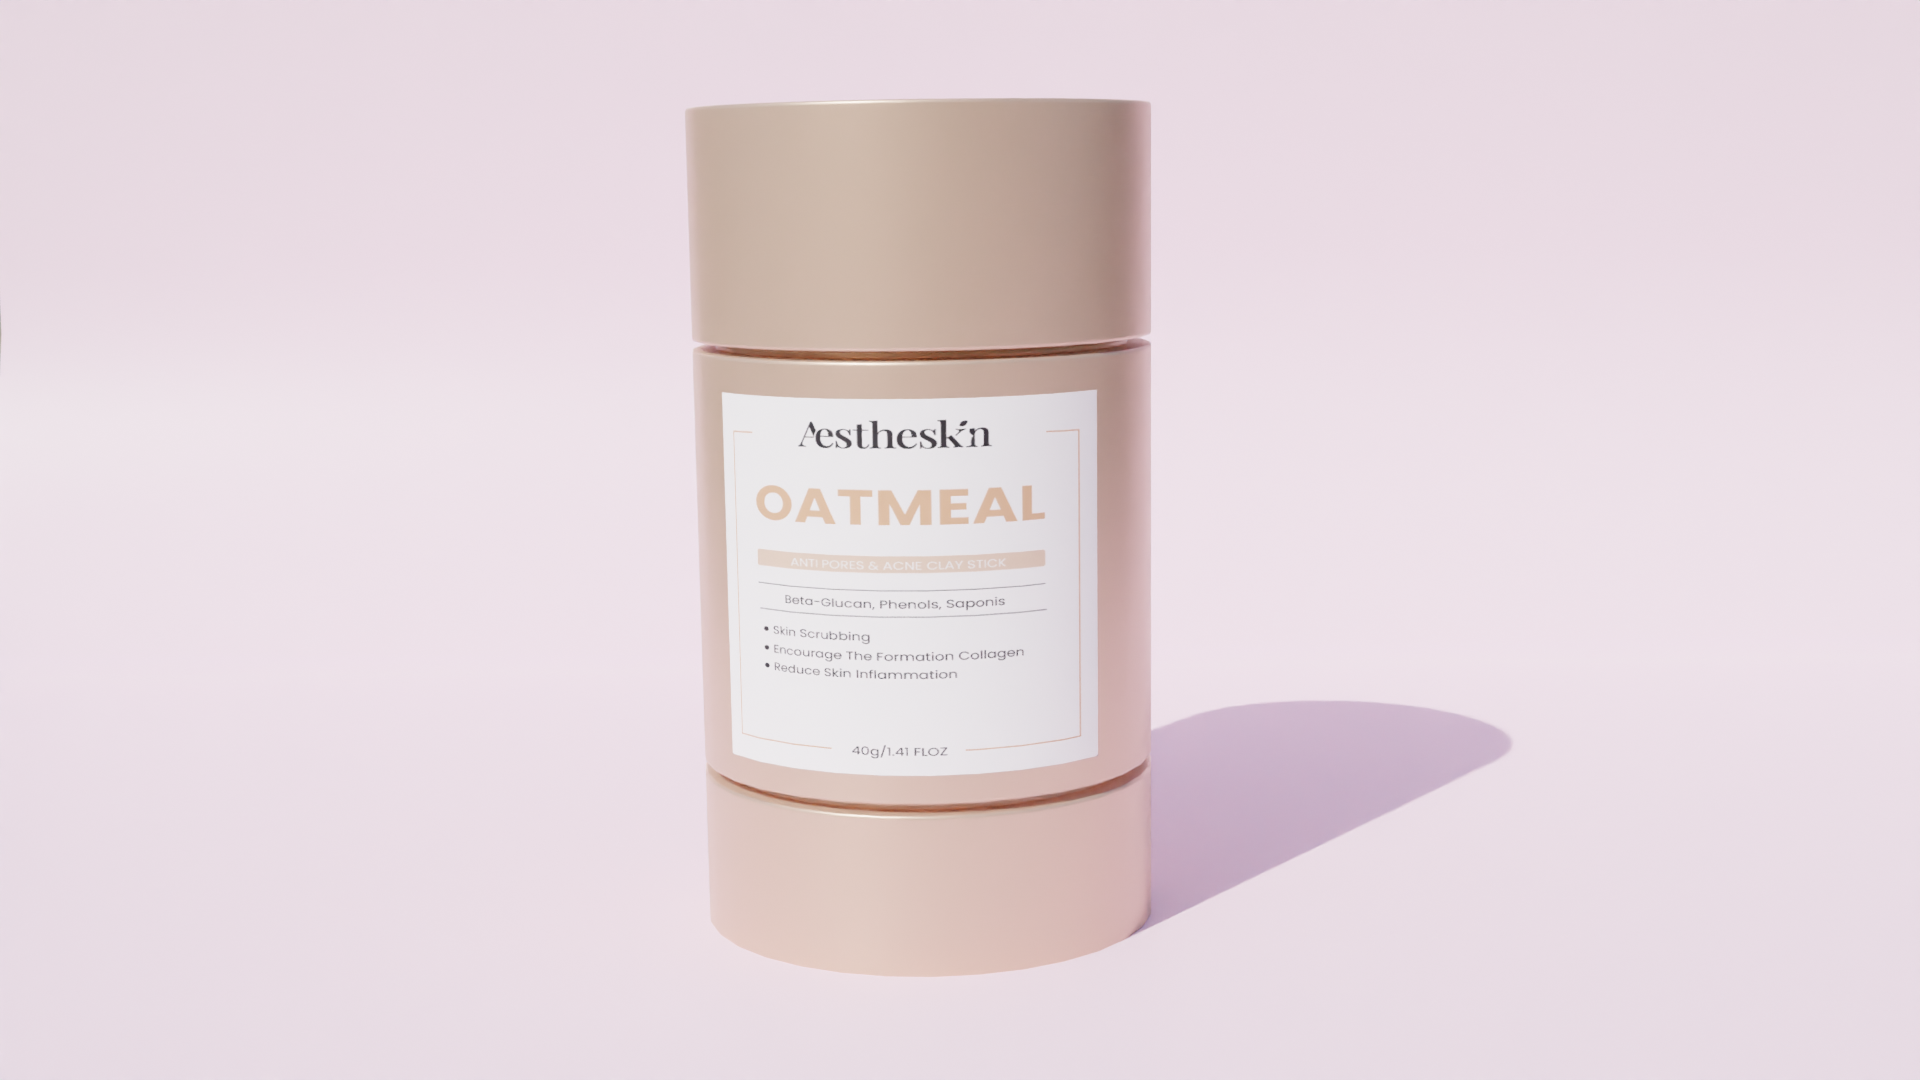 Æstheskin
OATMEAL
ANTI PORES & ACNE CLAY STICK
Beta-Glucan, Phenols, Saponis
• Skin Scrubbing
• Encourage The Formation Collagen
• Reduce Skin Inflammation
40g/1.41 FLOZ